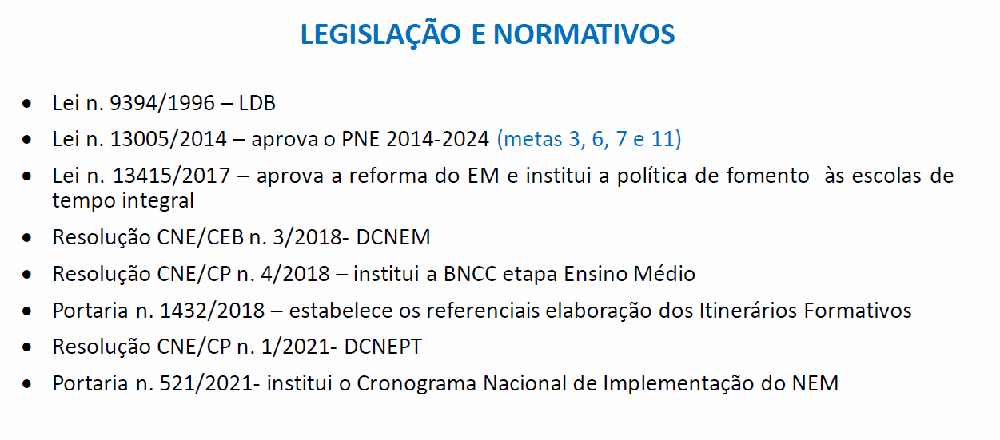 LEGISLAÇÃO E NORMATIVOS
• Lei n. 9394/1996 – LDB
• Lei n. 13005/2014 – aprova o PNE 2014-2024 (metas 3, 6, 7 e 11)
• Lei n. 13415/2017 – aprova a reforma do EM e institui a política de fomento às escolas de
tempo integral
• Resolução CNE/CEB n. 3/2018- DCNEM
• Resolução CNE/CP n. 4/2018 – institui a BNCC etapa Ensino Médio
• Portaria n. 1432/2018 – estabelece os referenciais elaboração dos Itinerários Formativos
• Resolução CNE/CP n. 1/2021- DCNEPT
• Portaria n. 521/2021- institui o Cronograma Nacional de Implementação do NEM